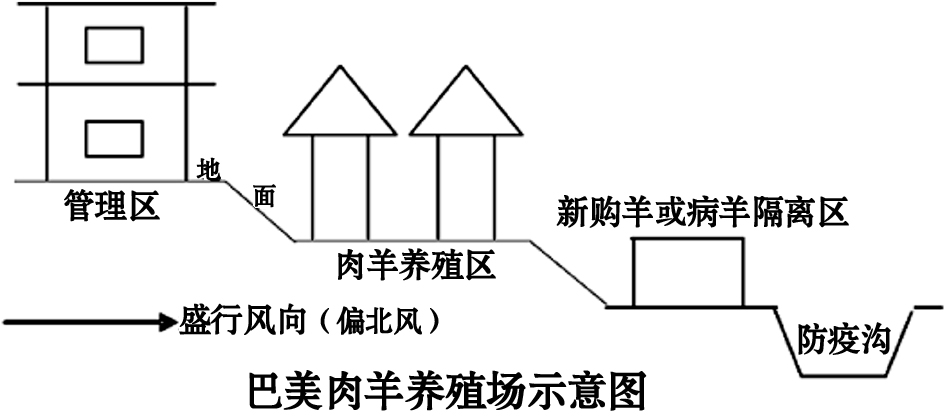 地
面
管理区
新购羊或病羊隔离区
肉羊养殖区
盛行风向（偏北风）
防疫沟
巴美肉羊养殖场示意图